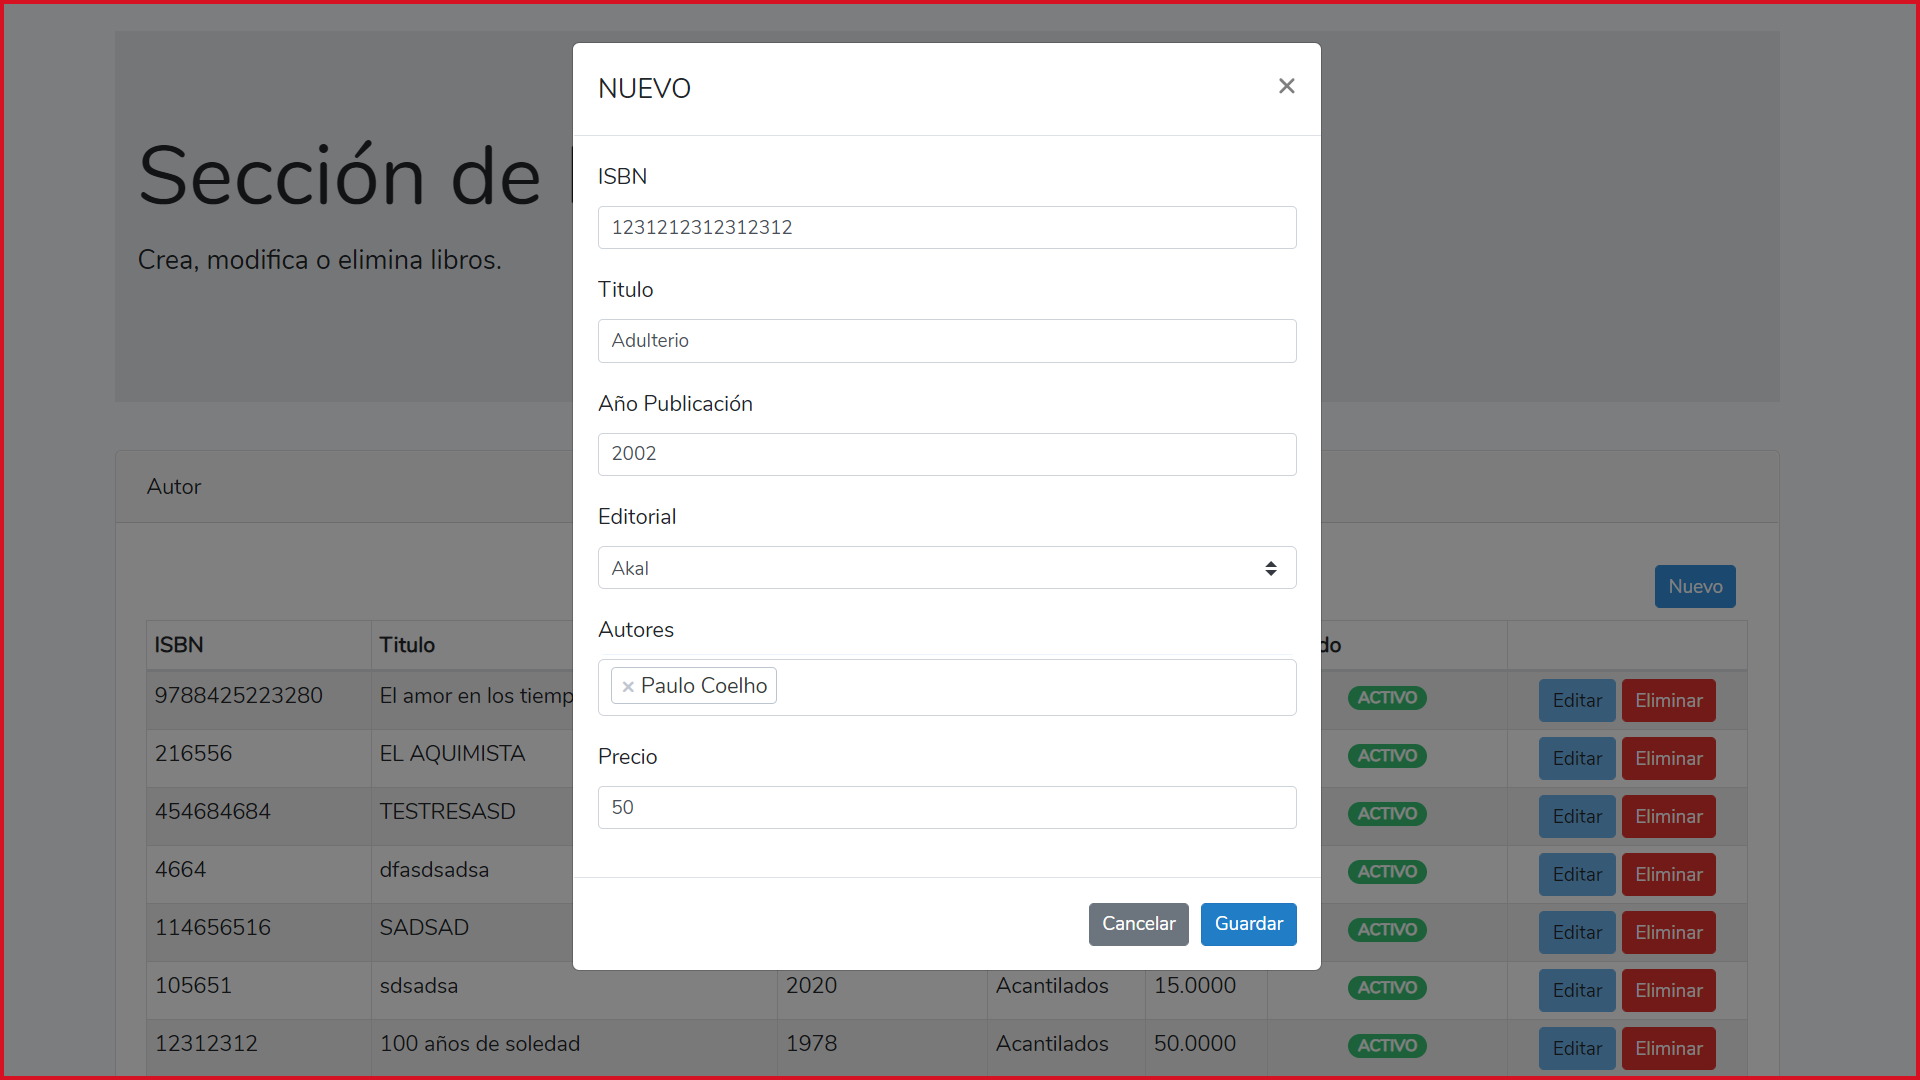 NUEVO ×
Sección de
Crea, modifica o elimina libros.
ISBN
1231212312312312
Titulo
Adulterio
Año Publicación
2002
Editorial
Akal
Autores
× Paulo Coelho
Precio
50
Cancelar Guardar
Autor
Nuevo
ISBN Titulo do
9788425223280 El amor en los tiemp ACTIVO Editar Eliminar
216556 EL AQUIMISTA ACTIVO Editar Eliminar
454684684 TESTRESASD ACTIVO Editar Eliminar
4664 dfasdsadsa ACTIVO Editar Eliminar
114656516 SADSAD ACTIVO Editar Eliminar
105651 sdsadsa 2020 Acantilados 15.0000 ACTIVO Editar Eliminar
12312312 100 años de soledad 1978 Acantilados 50.0000 ACTIVO Editar Eliminar